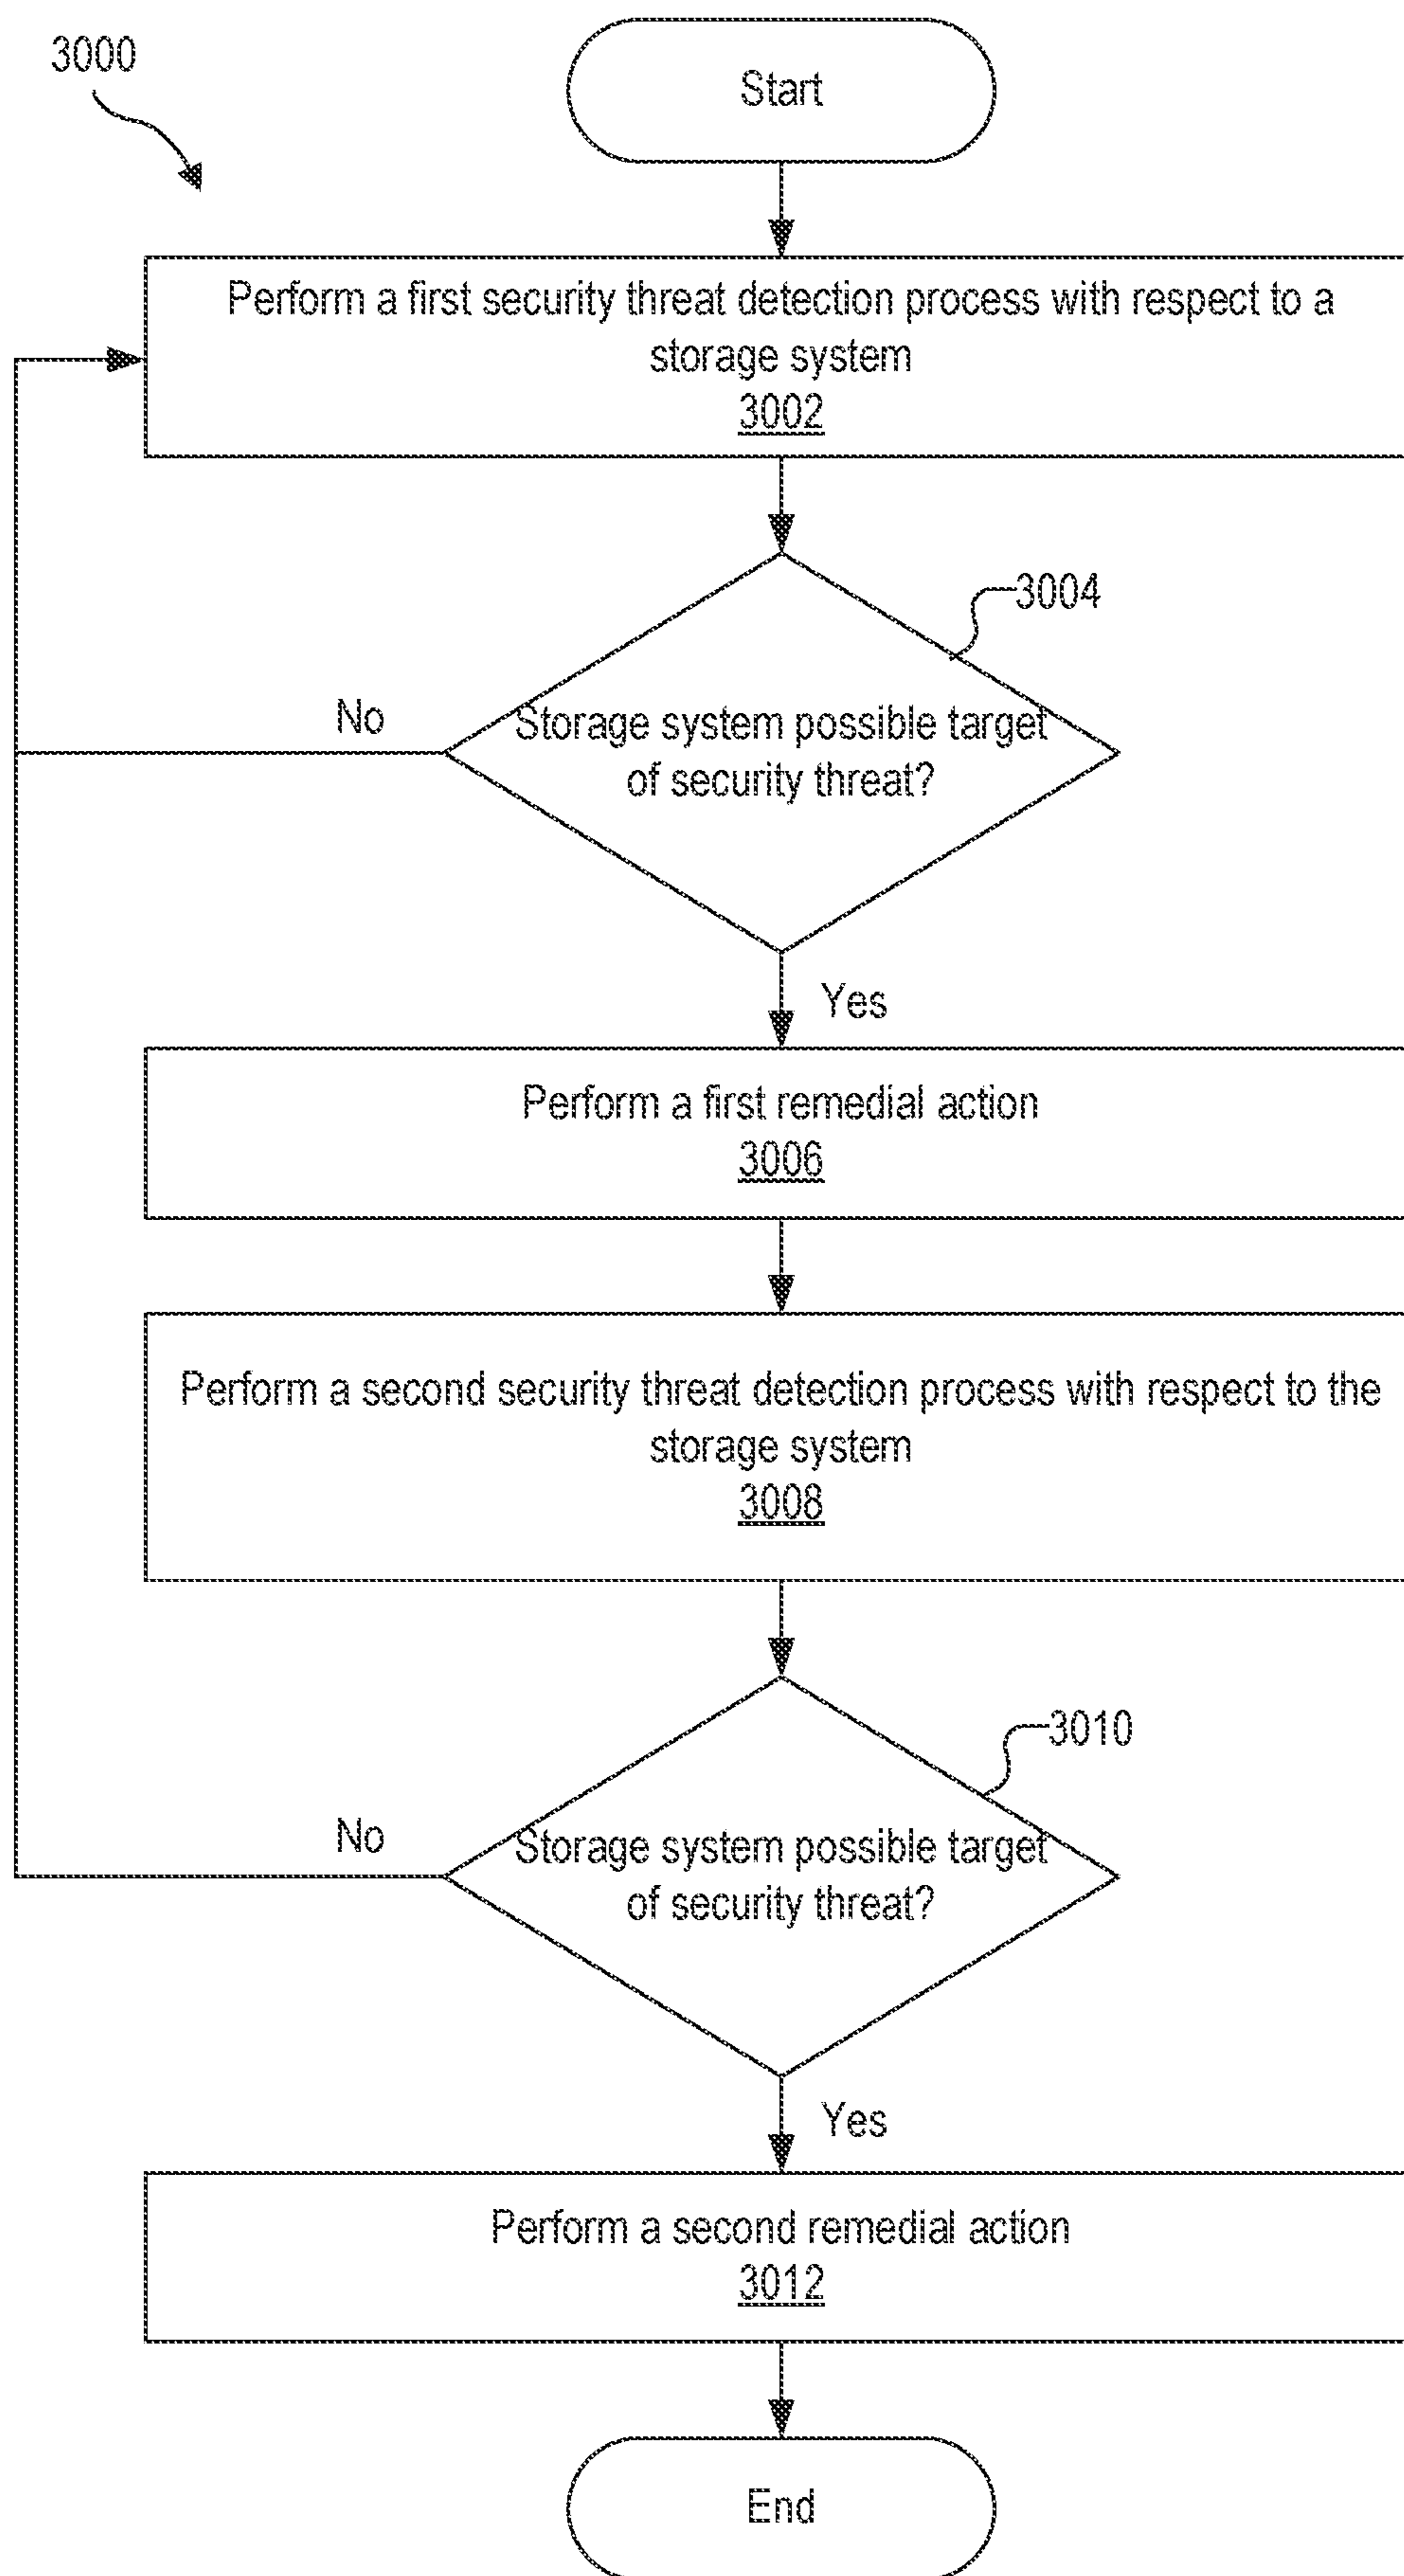 3000
Start
Perform a first security threat detection process with respect to a
storage system
3002
3004
No
Storage system possible target
of security threat?
Yes
Perform a first remedial action
3006
Perform a second security threat detection process with respect to the
storage system
3008
3010
No
Storage system possible target
of security threat?
Yes
Perform a second remedial action
3012
End